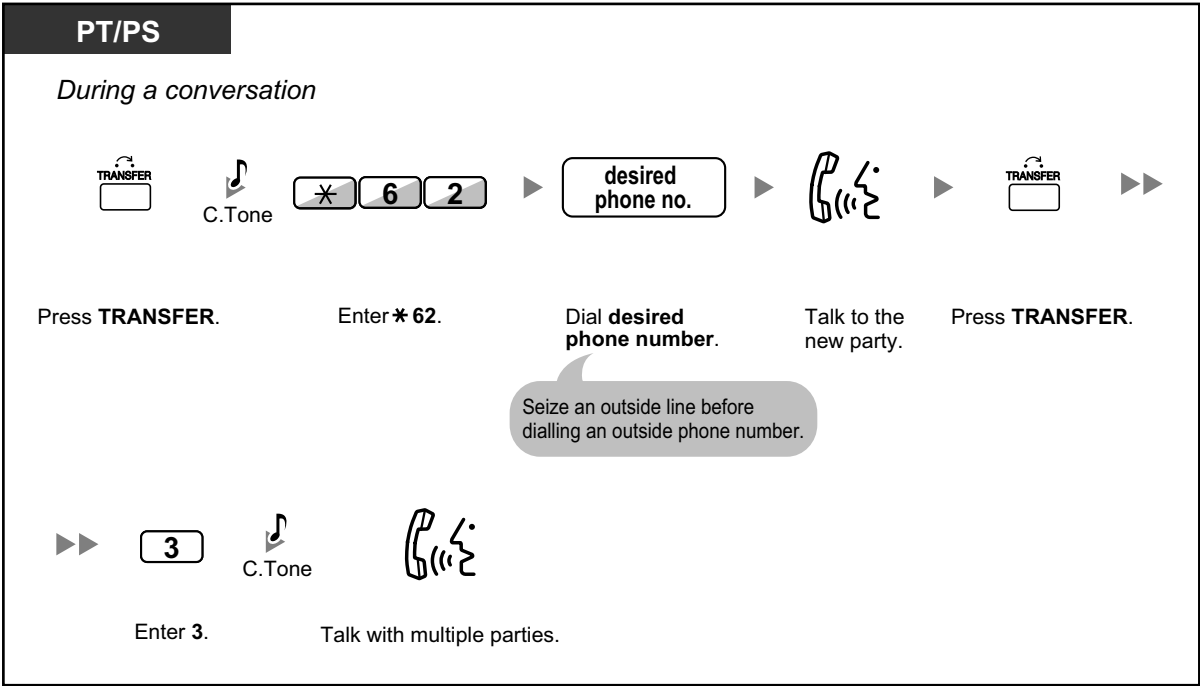 PT/PS
During a conversation
TRANSFER
C.Tone
* 6 2
desired
phone no.
TRANSFER
Press TRANSFER.
Enter * 62.
Dial desired
phone number.
Talk to the
new party.
Press TRANSFER.
Seize an outside line before
dialling an outside phone number.
3
C.Tone
Enter 3.
Talk with multiple parties.